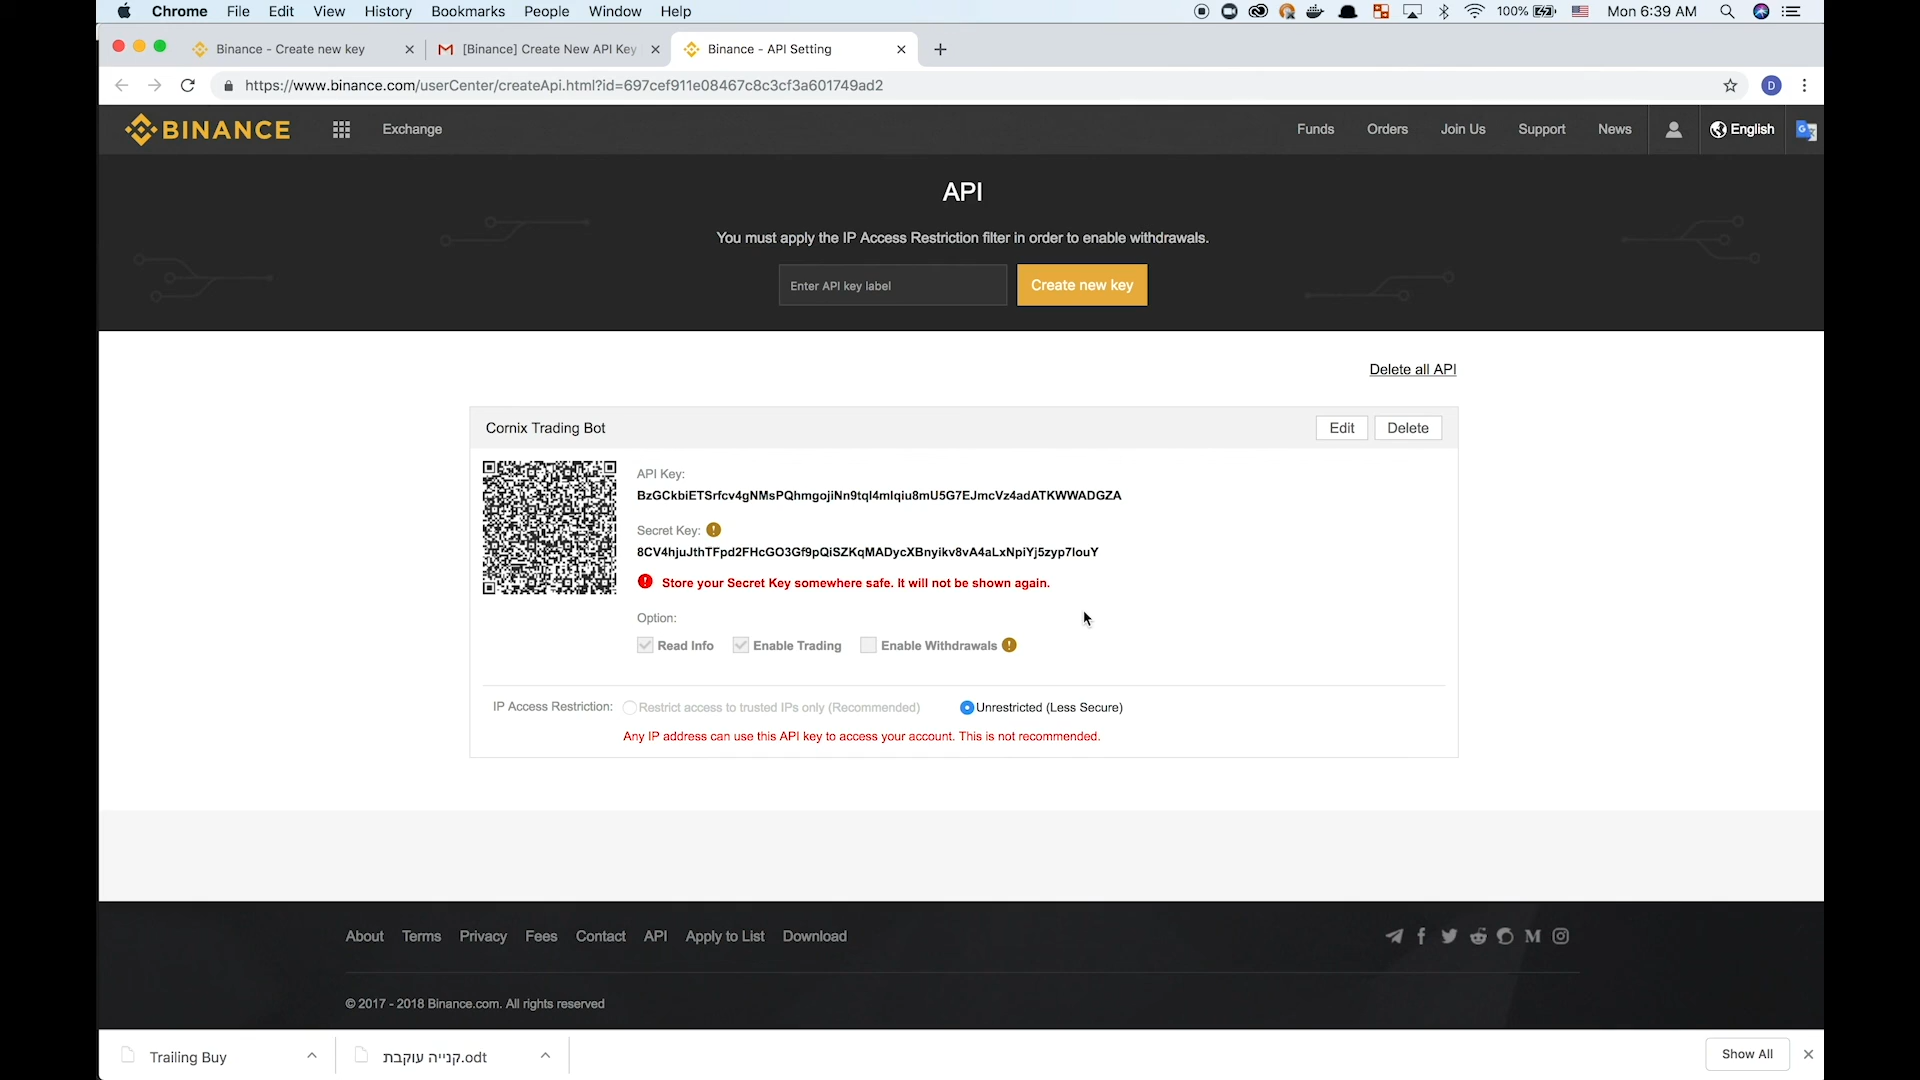 Chrome File Edit View History Bookmarks People Window Help 100% Mon 6:39 AM
Binance - Create new key [Binance] Create New API Key Binance - API Setting
https://www.binance.com/userCenter/createApi.html?id=697cef911e08467c8c3cf3a601749ad2 D
BINANCE Exchange Funds Orders Join Us Support News English
API
You must apply the IP Access Restriction filter in order to enable withdrawals.
Enter API key label Create new key
Delete all API
Cornix Trading Bot Edit Delete
API Key:
BzGCkbiETSrfcv4gNMsPQhmgojiNn9tql4mlqiu8mU5G7EJmcVz4adATKWWADGZA
Secret Key:
8CV4hjuJthTFpd2FHcGO3Gf9pQiSZKqMADycXBnyikv8vA4aLxNpiYj5zyp7louY
Store your Secret Key somewhere safe. It will not be shown again.
Option:
Read Info Enable Trading Enable Withdrawals
IP Access Restriction: Restrict access to trusted IPs only (Recommended) Unrestricted (Less Secure)
Any IP address can use this API key to access your account. This is not recommended.
About Terms Privacy Fees Contact API Apply to List Download
© 2017 - 2018 Binance.com. All rights reserved
Trailing Buy קנייה עוקבת.odt Show All